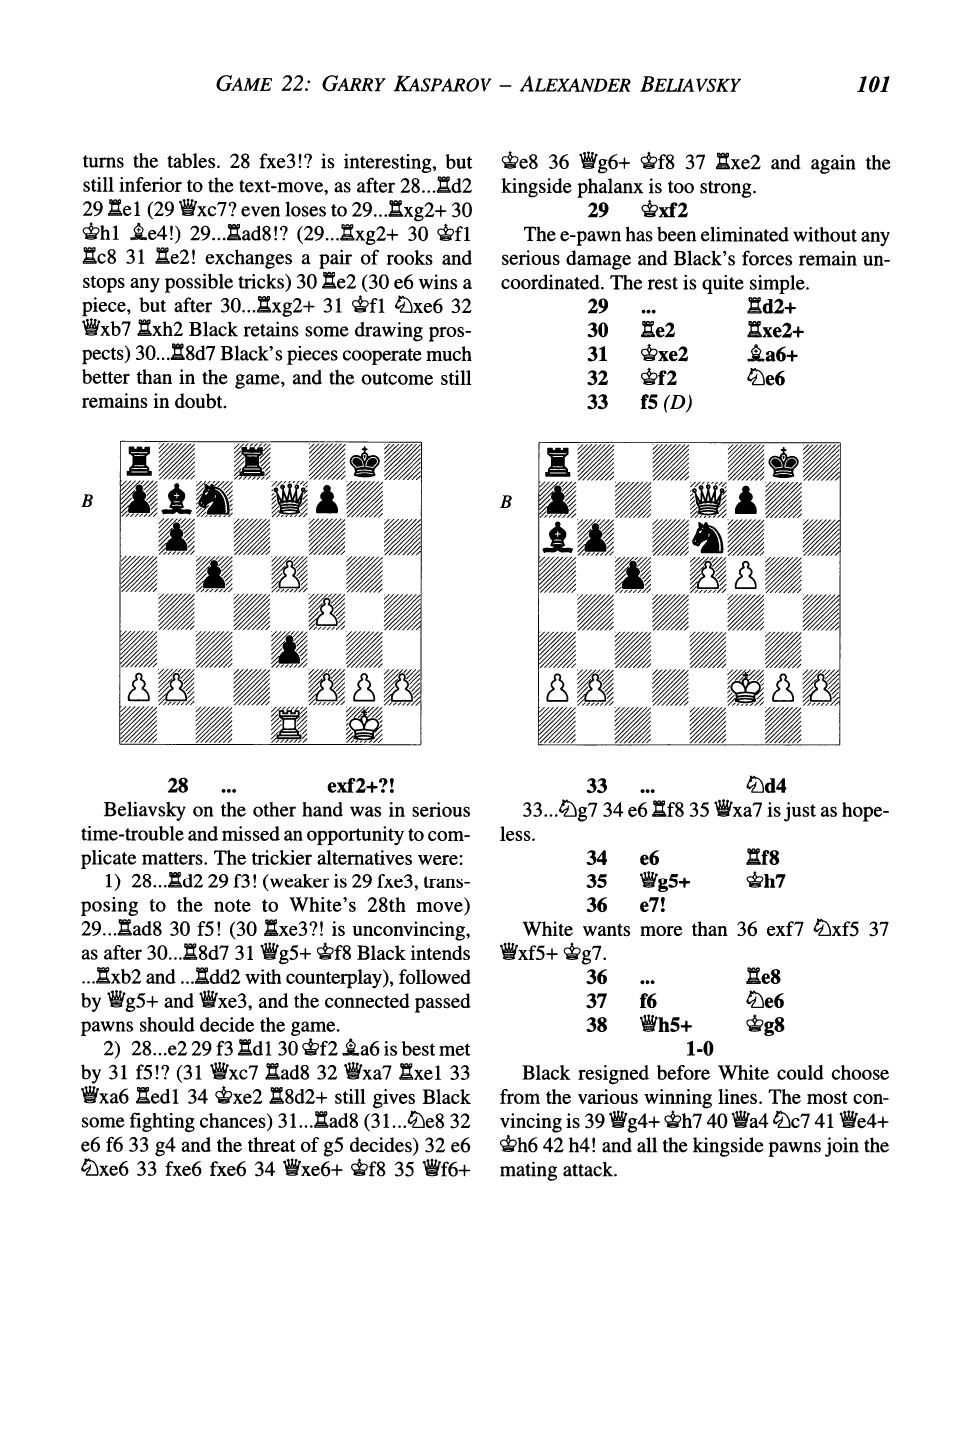 GAME 22: GARRY KASPAROV – ALEXANDER BELIAVSKY 101
turns the tables. 28 fxe3!? is interesting, but
still inferior to the text-move, as after 28...♖d2
29 ♖e1 (29 ♕xc7? even loses to 29...♖xg2+ 30
♔h1 ♗e4!) 29...♖ad8!? (29...♖xg2+ 30 ♔f1
♖c8 31 ♖e2! exchanges a pair of rooks and
stops any possible tricks) 30 ♖e2 (30 e6 wins a
piece, but after 30...♖xg2+ 31 ♔f1 ♘xe6 32
♕xb7 ♖xh2 Black retains some drawing pros-
pects) 30...♖8d7 Black's pieces cooperate much
better than in the game, and the outcome still
remains in doubt.
B
28 ... exf2+?!
Beliavsky on the other hand was in serious
time-trouble and missed an opportunity to com-
plicate matters. The trickier alternatives were:
1) 28...♖d2 29 f3! (weaker is 29 fxe3, trans-
posing to the note to White's 28th move)
29...♖ad8 30 f5! (30 ♖xe3?! is unconvincing,
as after 30...♖8d7 31 ♕g5+ ♔f8 Black intends
...♖xb2 and ...♖dd2 with counterplay), followed
by ♕g5+ and ♕xe3, and the connected passed
pawns should decide the game.
2) 28...e2 29 f3 ♖d1 30 ♔f2 ♗a6 is best met
by 31 f5!? (31 ♕xc7 ♖ad8 32 ♕xa7 ♖xe1 33
♕xa6 ♖ed1 34 ♔xe2 ♖8d2+ still gives Black
some fighting chances) 31...♖ad8 (31...♘e8 32
e6 f6 33 g4 and the threat of g5 decides) 32 e6
♘xe6 33 fxe6 fxe6 34 ♕xe6+ ♔f8 35 ♕f6+
♔e8 36 ♕g6+ ♔f8 37 ♖xe2 and again the
kingside phalanx is too strong.
29 ♔xf2
The e-pawn has been eliminated without any
serious damage and Black's forces remain un-
coordinated. The rest is quite simple.
29 ... ♖d2+
30 ♖e2 ♖xe2+
31 ♔xe2 ♗a6+
32 ♔f2 ♘e6
33 f5 (D)
B
33 ... ♘d4
33...♘g7 34 e6 ♖f8 35 ♕xa7 is just as hope-
less.
34 e6 ♖f8
35 ♕g5+ ♔h7
36 e7!
White wants more than 36 exf7 ♘xf5 37
♕xf5+ ♔g7.
36 ... ♖e8
37 f6 ♘e6
38 ♕h5+ ♔g8
1-0
Black resigned before White could choose
from the various winning lines. The most con-
vincing is 39 ♕g4+ ♔h7 40 ♕a4 ♘c7 41 ♕e4+
♔h6 42 h4! and all the kingside pawns join the
mating attack.